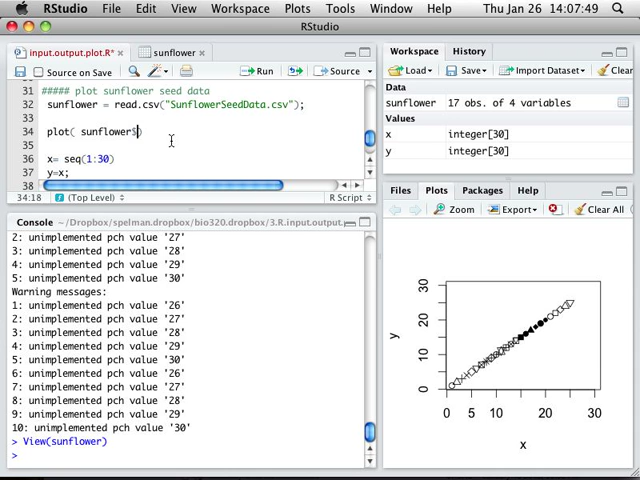 RStudio File Edit View Workspace Plots Tools Window Help Thu Jan 26 14:07:49
RStudio
input.output.plot.R* × sunflower ×
Source on Save Run Source
31 ##### plot sunflower seed data
32 sunflower = read.csv("SunflowerSeedData.csv");
33
34 plot( sunflower$)
35
36 x= seq(1:30)
37 y=x;
38
34:18 (Top Level) R Script
Console ~/Dropbox/spelman.dropbox/bio320.dropbox/3.R.input.output.
2: unimplemented pch value '27'
3: unimplemented pch value '28'
4: unimplemented pch value '29'
5: unimplemented pch value '30'
Warning messages:
1: unimplemented pch value '26'
2: unimplemented pch value '27'
3: unimplemented pch value '28'
4: unimplemented pch value '29'
5: unimplemented pch value '30'
6: unimplemented pch value '26'
7: unimplemented pch value '27'
8: unimplemented pch value '28'
9: unimplemented pch value '29'
10: unimplemented pch value '30'
> View(sunflower)
>
Workspace History
Load Save Import Dataset Clear
Data
sunflower 17 obs. of 4 variables
Values
x integer[30]
y integer[30]
Files Plots Packages Help
Zoom Export Clear All
30
20
10
0
y
0 5 10 15 20 30
x